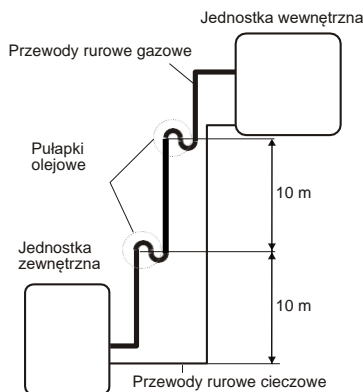 Jednostka wewnętrzna
Przewody rurowe gazowe
Pułapki
olejowe
10 m
Jednostka
zewnętrzna
10 m
Przewody rurowe cieczowe